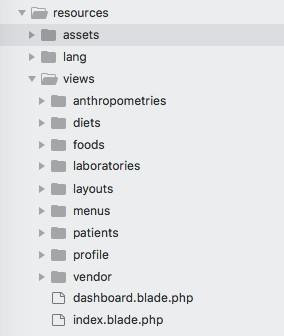 resources
assets
lang
views
anthropometries
diets
foods
laboratories
layouts
menus
patients
profile
vendor
dashboard.blade.php
index.blade.php